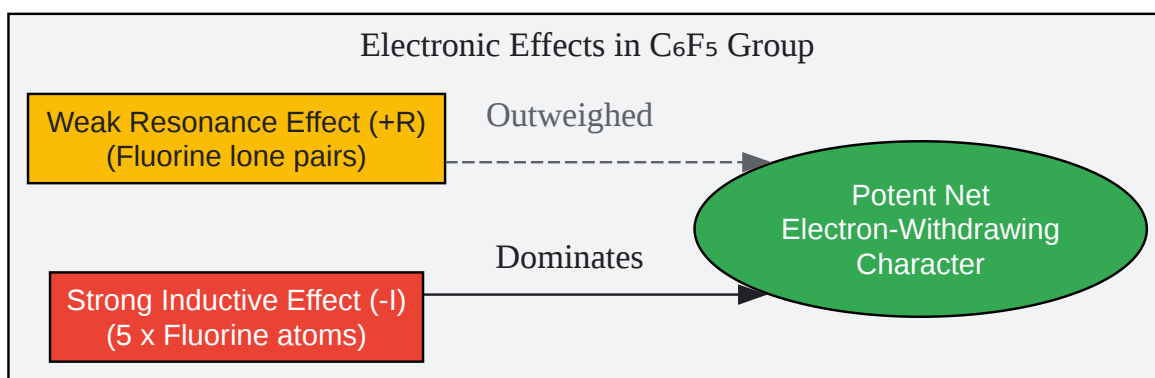 Electronic Effects in C₆F₅ Group
Weak Resonance Effect (+R)
(Fluorine lone pairs)
Outweighed
Potent Net
Electron-Withdrawing
Character
Dominates
Strong Inductive Effect (-I)
(5 x Fluorine atoms)